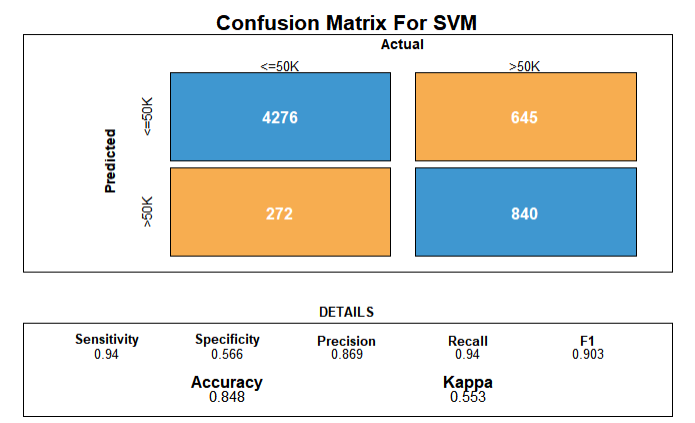 Confusion Matrix For SVM
Actual
<=50K >50K
Predicted
<=50K
4276 645
>50K
272 840
DETAILS
Sensitivity Specificity Precision Recall F1
0.94 0.566 0.869 0.94 0.903
Accuracy Kappa
0.848 0.553